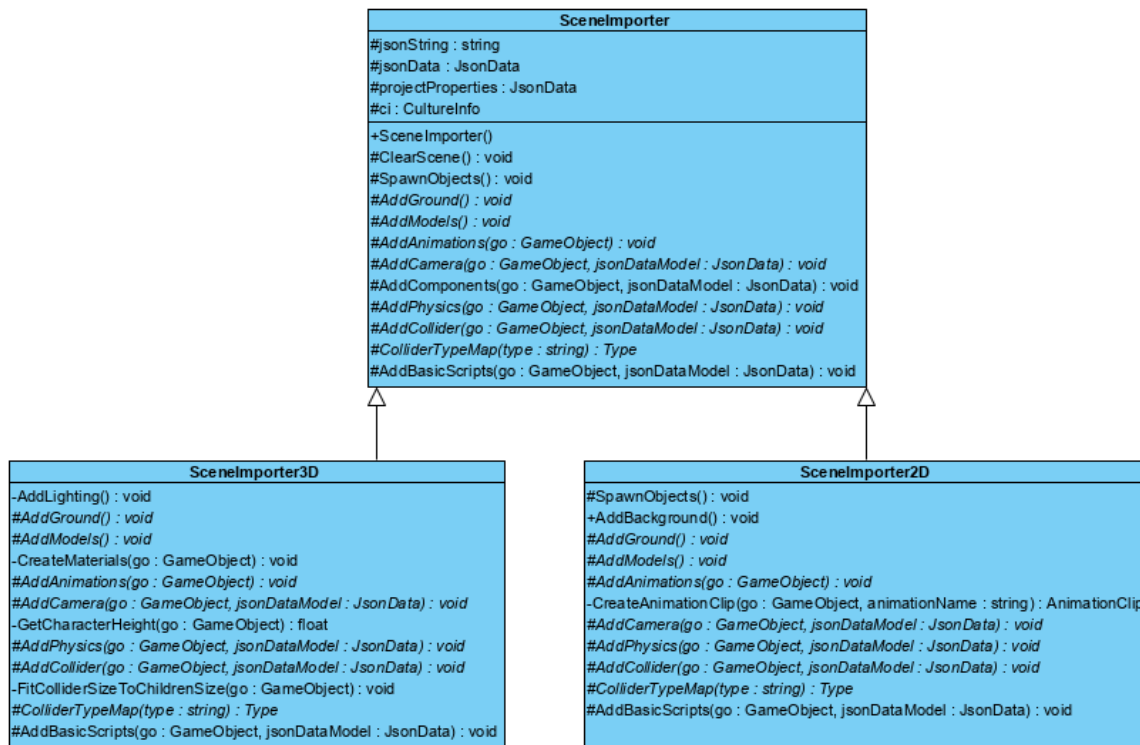 SceneImporter
#jsonString : string
#jsonData : JsonData
#projectProperties : JsonData
#ci : CultureInfo
+SceneImporter()
#ClearScene() : void
#SpawnObjects() : void
#AddGround() : void
#AddModels() : void
#AddAnimations(go : GameObject) : void
#AddCamera(go : GameObject, jsonDataModel : JsonData) : void
#AddComponents(go : GameObject, jsonDataModel : JsonData) : void
#AddPhysics(go : GameObject, jsonDataModel : JsonData) : void
#AddCollider(go : GameObject, jsonDataModel : JsonData) : void
#ColliderTypeMap(type : string) : Type
#AddBasicScripts(go : GameObject, jsonDataModel : JsonData) : void
SceneImporter3D
-AddLighting() : void
#AddGround() : void
#AddModels() : void
-CreateMaterials(go : GameObject) : void
#AddAnimations(go : GameObject) : void
#AddCamera(go : GameObject, jsonDataModel : JsonData) : void
-GetCharacterHeight(go : GameObject) : float
#AddPhysics(go : GameObject, jsonDataModel : JsonData) : void
#AddCollider(go : GameObject, jsonDataModel : JsonData) : void
-FitColliderSizeToChildrenSize(go : GameObject) : void
#ColliderTypeMap(type : string) : Type
#AddBasicScripts(go : GameObject, jsonDataModel : JsonData) : void
SceneImporter2D
#SpawnObjects() : void
+AddBackground() : void
#AddGround() : void
#AddModels() : void
#AddAnimations(go : GameObject) : void
-CreateAnimationClip(go : GameObject, animationName : string) : AnimationClip
#AddCamera(go : GameObject, jsonDataModel : JsonData) : void
#AddPhysics(go : GameObject, jsonDataModel : JsonData) : void
#AddCollider(go : GameObject, jsonDataModel : JsonData) : void
#ColliderTypeMap(type : string) : Type
#AddBasicScripts(go : GameObject, jsonDataModel : JsonData) : void